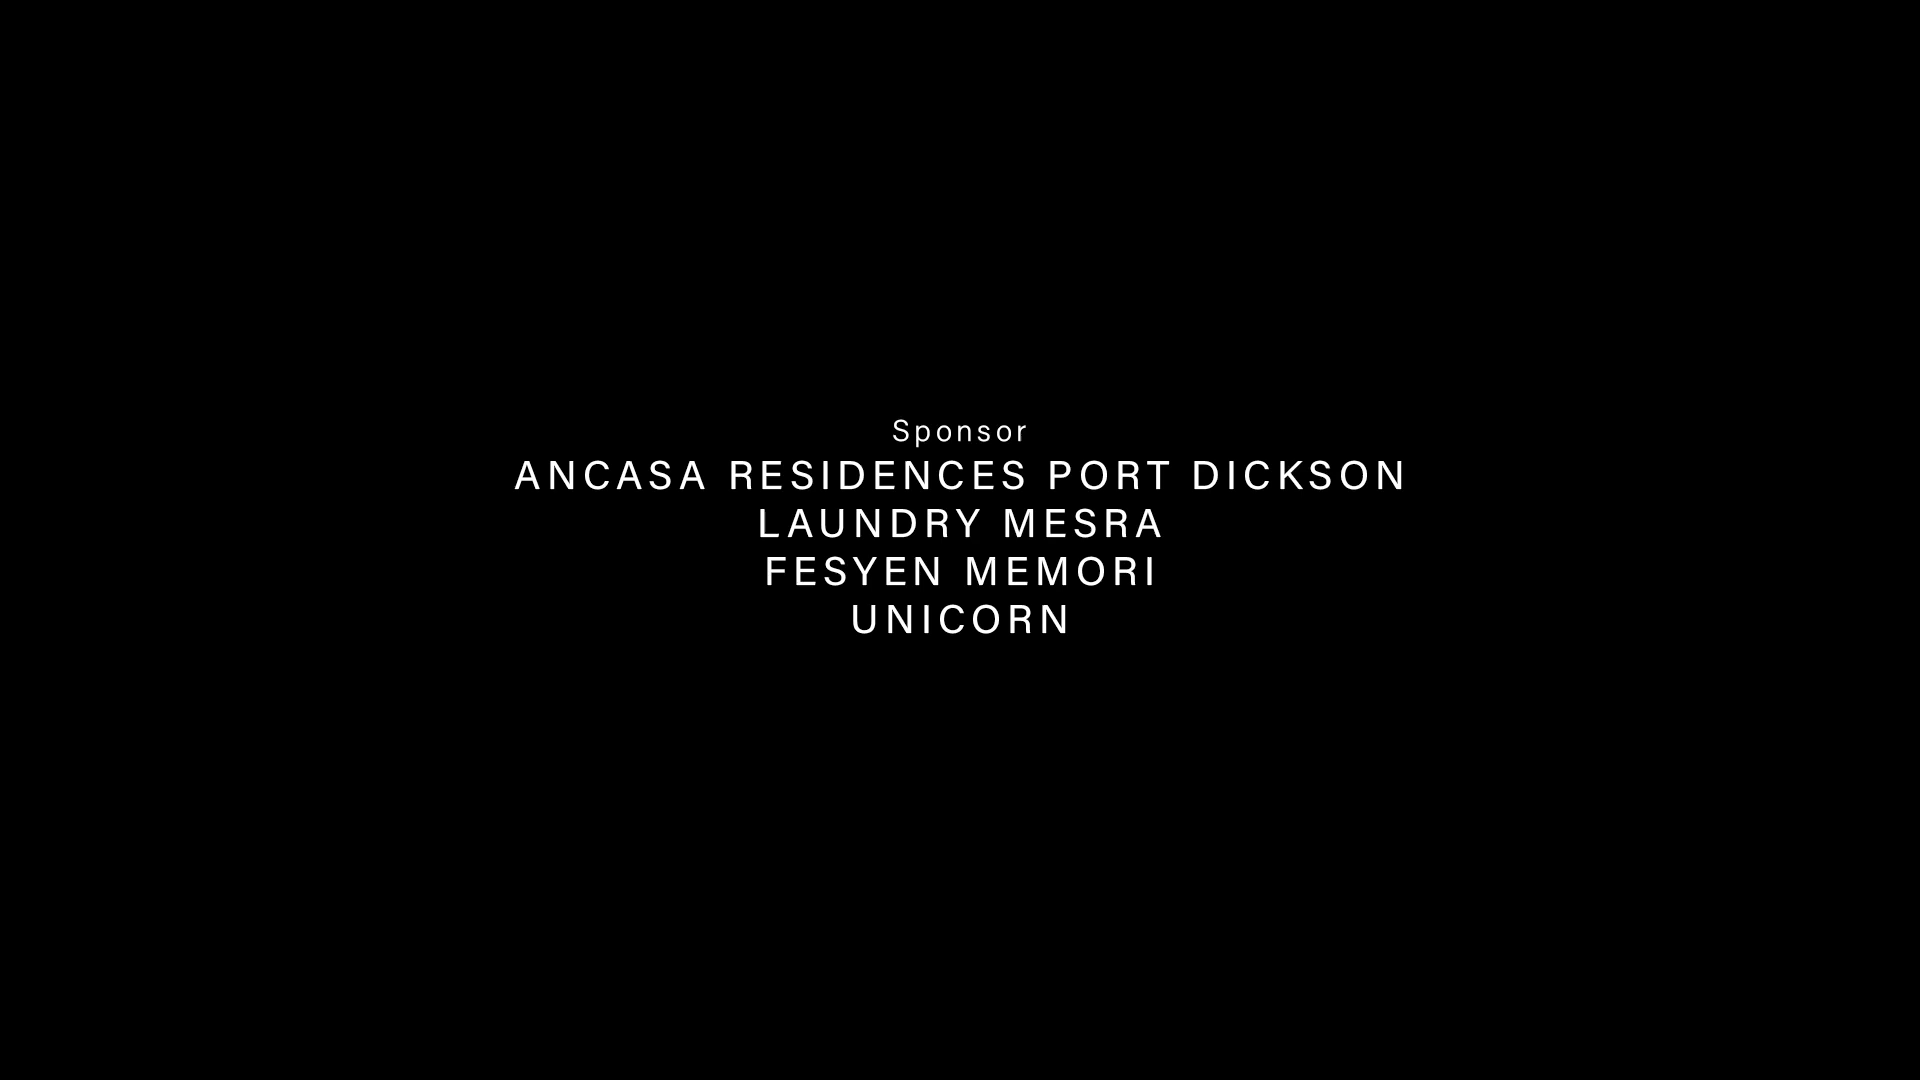 Sponsor
ANCASA RESIDENCES PORT DICKSON
LAUNDRY MESRA
FESYEN MEMORI
UNICORN